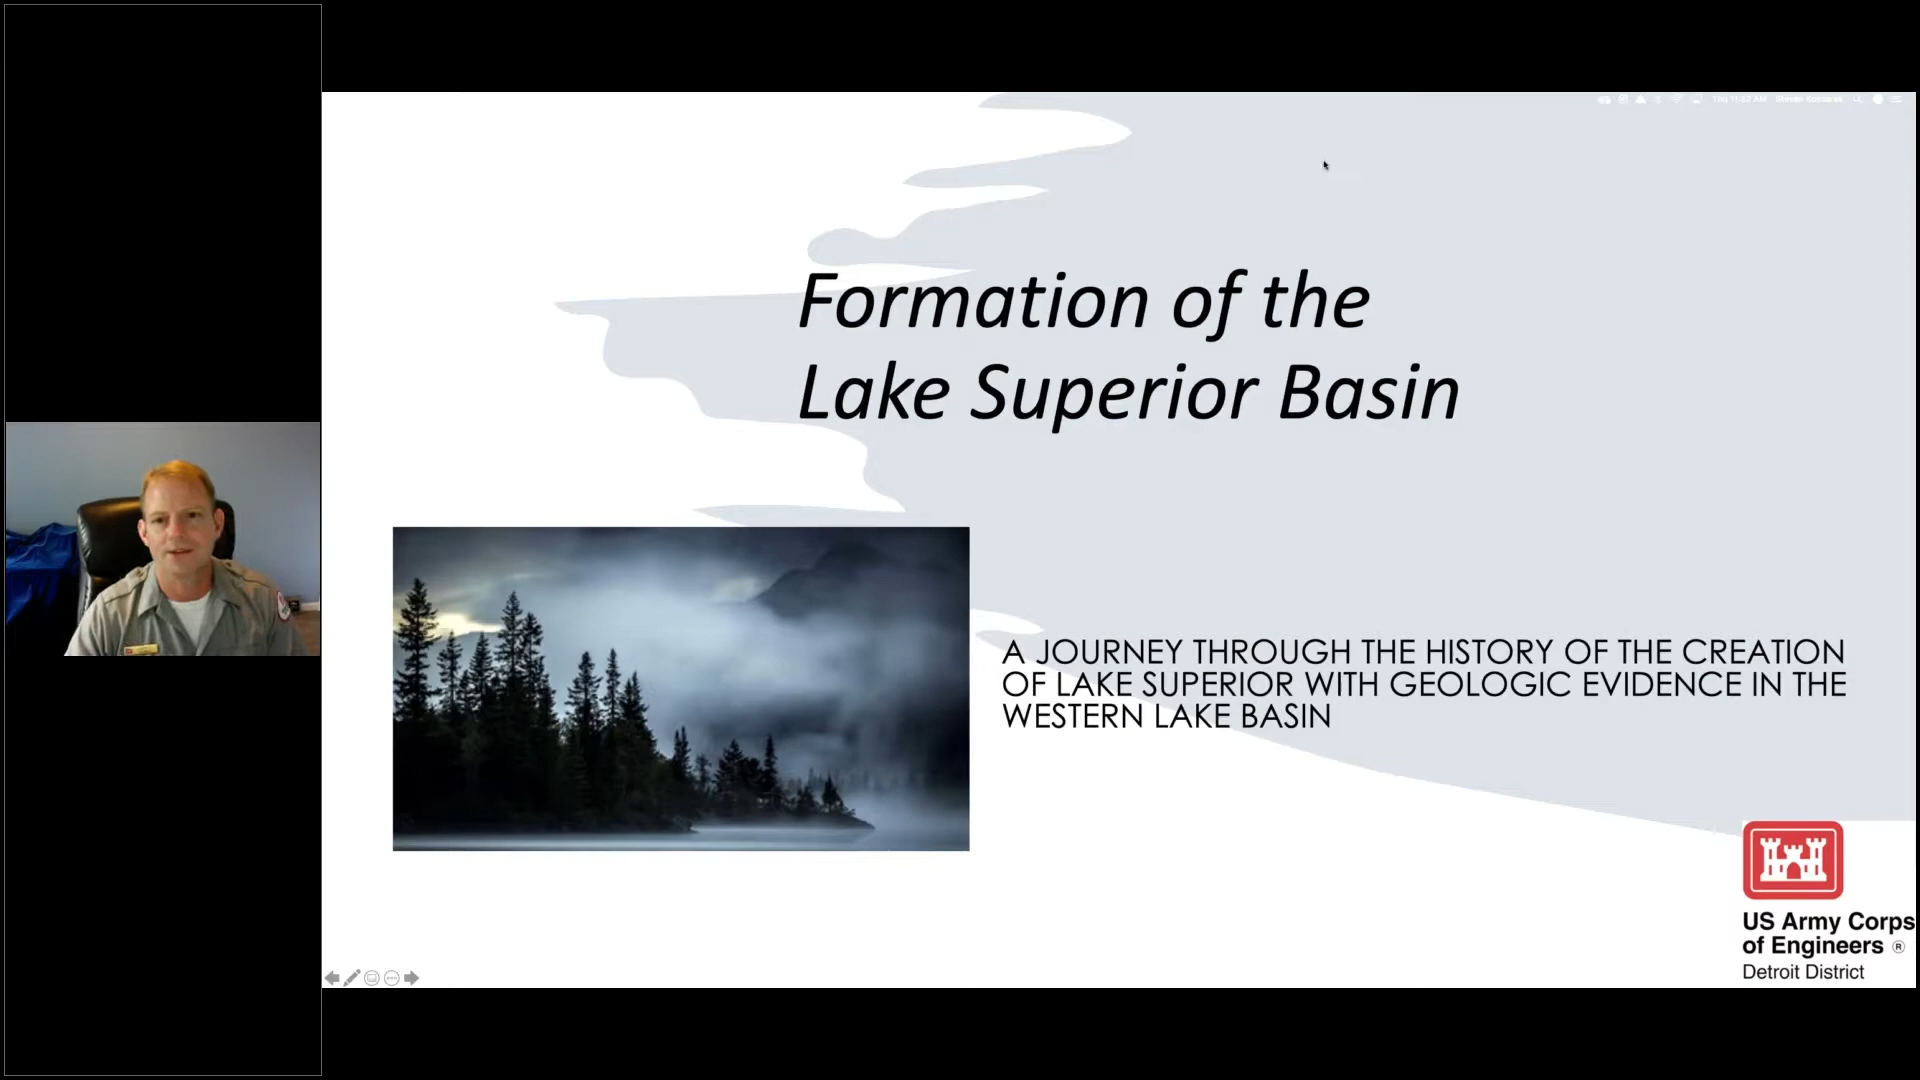 Formation of the
Lake Superior Basin
A JOURNEY THROUGH THE HISTORY OF THE CREATION
OF LAKE SUPERIOR WITH GEOLOGIC EVIDENCE IN THE
WESTERN LAKE BASIN
US Army Corps
of Engineers ®
Detroit District